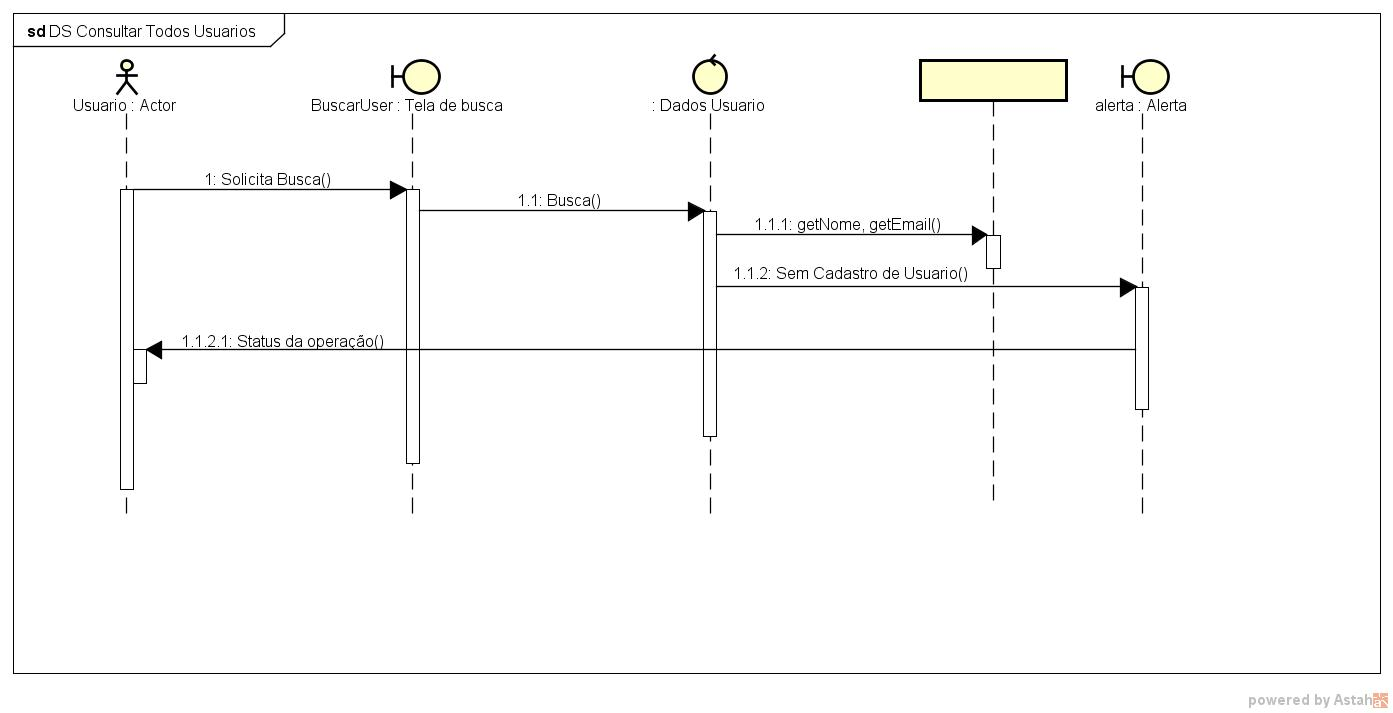 sd DS Consultar Todos Usuarios
Usuario : Actor
BuscarUser : Tela de busca
: Dados Usuario
alerta : Alerta
1: Solicita Busca()
1.1: Busca()
1.1.1: getNome, getEmail()
1.1.2: Sem Cadastro de Usuario()
1.1.2.1: Status da operação()
powered by Astah